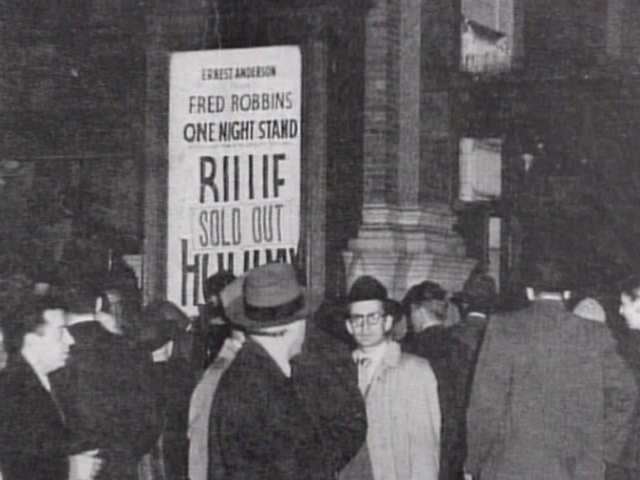 ERNEST ANDERSON
FRED ROBBINS
ONE NIGHT STAND
BILLIE
SOLD OUT